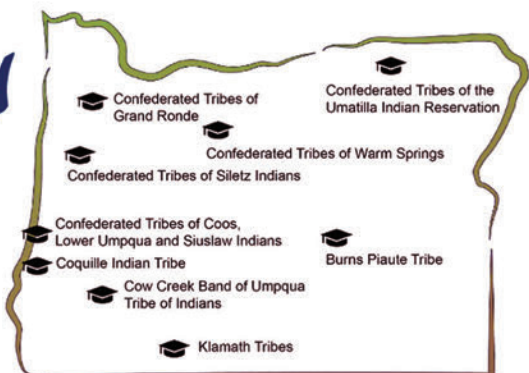 Confederated Tribes of the
Umatilla Indian Reservation
Confederated Tribes of
Grand Ronde
Confederated Tribes of Warm Springs
Confederated Tribes of Siletz Indians
Confederated Tribes of Coos,
Lower Umpqua and Siuslaw Indians
Burns Piaute Tribe
Coquille Indian Tribe
Cow Creek Band of Umpqua
Tribe of Indians
Klamath Tribes